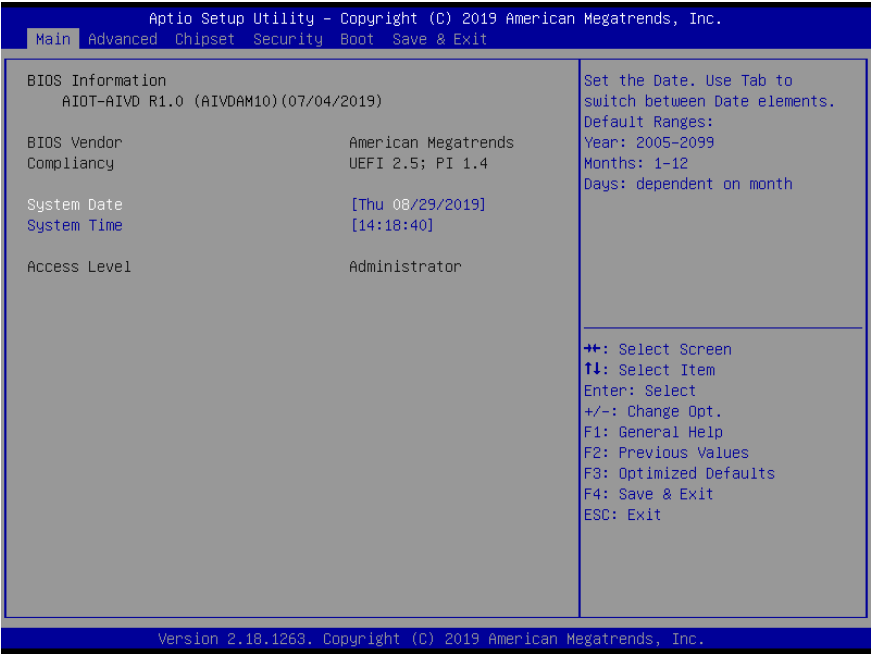 Aptio Setup Utility – Copyright (C) 2019 American Megatrends, Inc.
Main Advanced Chipset Security Boot Save & Exit
BIOS Information
AIOT-AIVD R1.0 (AIVDAM10)(07/04/2019)
BIOS Vendor American Megatrends
Compliancy UEFI 2.5; PI 1.4
System Date [Thu 08/29/2019]
System Time [14:18:40]
Access Level Administrator
Set the Date. Use Tab to
switch between Date elements.
Default Ranges:
Year: 2005-2099
Months: 1-12
Days: dependent on month
→←: Select Screen
↑↓: Select Item
Enter: Select
+/-: Change Opt.
F1: General Help
F2: Previous Values
F3: Optimized Defaults
F4: Save & Exit
ESC: Exit
Version 2.18.1263. Copyright (C) 2019 American Megatrends, Inc.